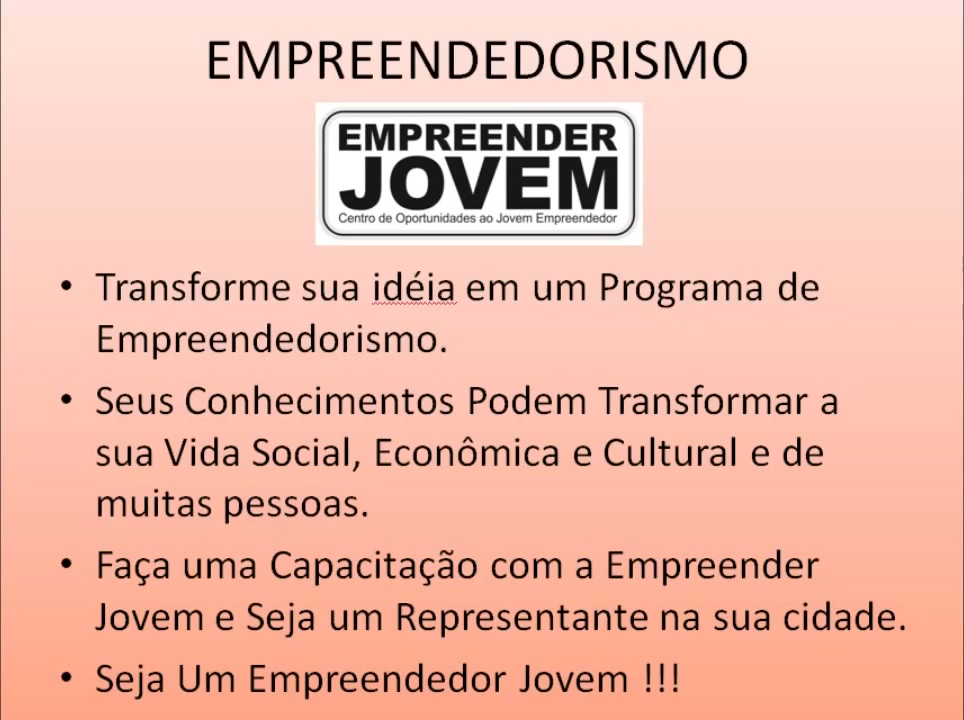 EMPREENDEDORISMO
EMPREENDER
JOVEM
Centro de Oportunidades ao Jovem Empreendedor
• Transforme sua idéia em um Programa de
Empreendedorismo.
• Seus Conhecimentos Podem Transformar a
sua Vida Social, Econômica e Cultural e de
muitas pessoas.
• Faça uma Capacitação com a Empreender
Jovem e Seja um Representante na sua cidade.
• Seja Um Empreendedor Jovem !!!